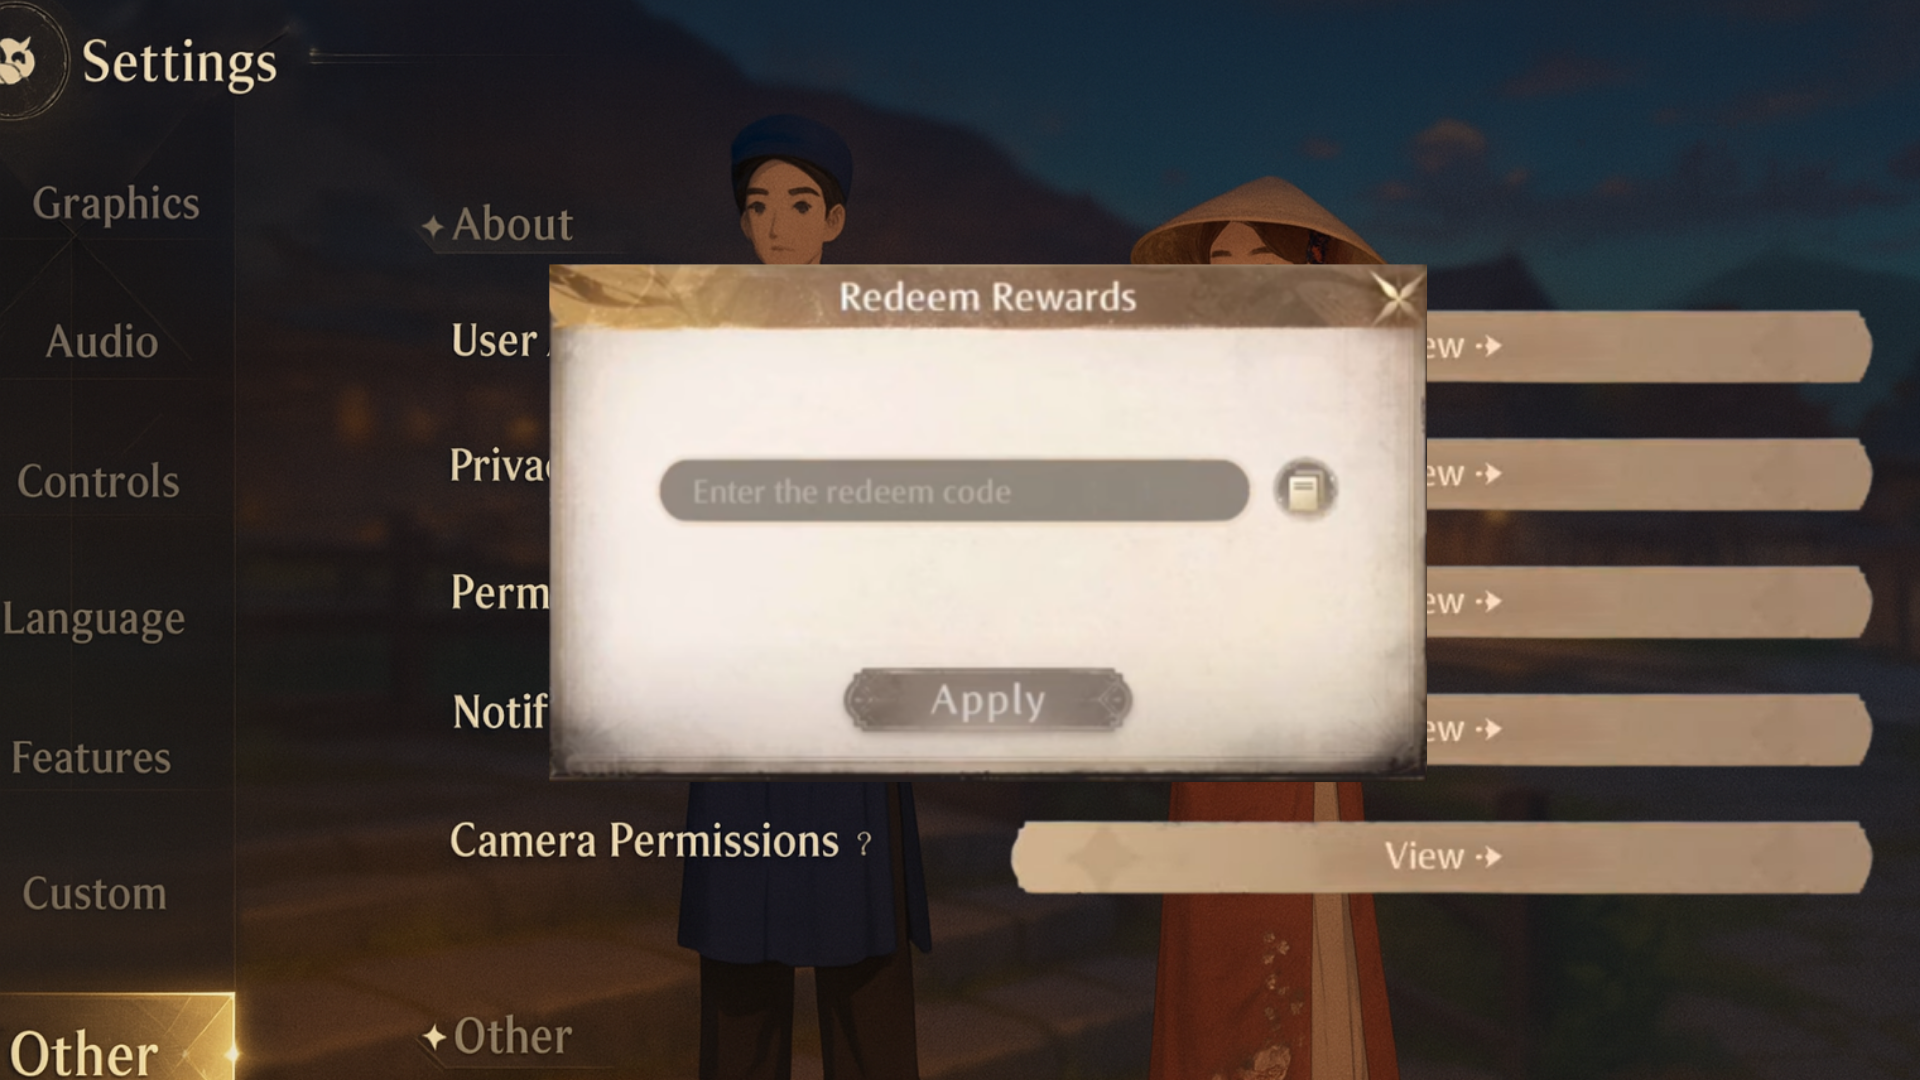 Settings
Graphics
Audio
Controls
Language
Features
Custom
Other
About
User
Camera Permissions ?
View
Other
Redeem Rewards
Enter the redeem code
Apply